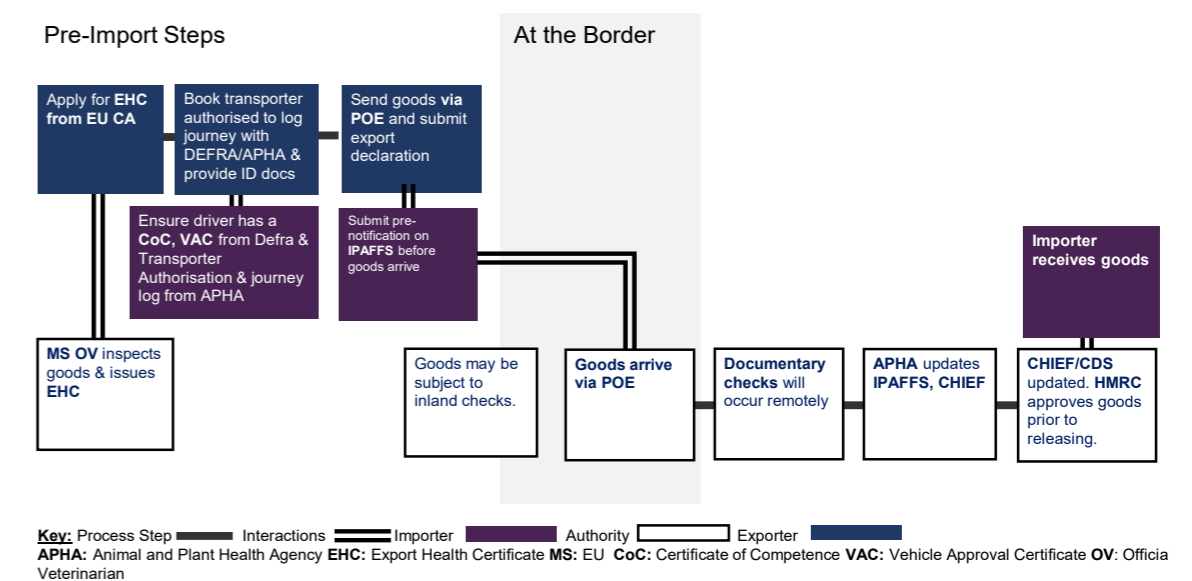 Pre-Import Steps
At the Border
Apply for EHC
from EU CA
Book transporter
authorised to log
journey with
DEFRA/APHA &
provide ID docs
Send goods via
POE and submit
export
declaration
Ensure driver has a
CoC, VAC from Defra &
Transporter
Authorisation & journey
log from APHA
Submit pre-
notification on
IPAFFS before
goods arrive
Importer
receives goods
MS OV inspects
goods & issues
EHC
Goods may be
subject to
inland checks.
Goods arrive
via POE
Documentary
checks will
occur remotely
APHA updates
IPAFFS, CHIEF
CHIEF/CDS
updated. HMRC
approves goods
prior to
releasing.
Key: Process Step Interactions Importer Authority Exporter
APHA: Animal and Plant Health Agency EHC: Export Health Certificate MS: EU CoC: Certificate of Competence VAC: Vehicle Approval Certificate OV: Officia
Veterinarian